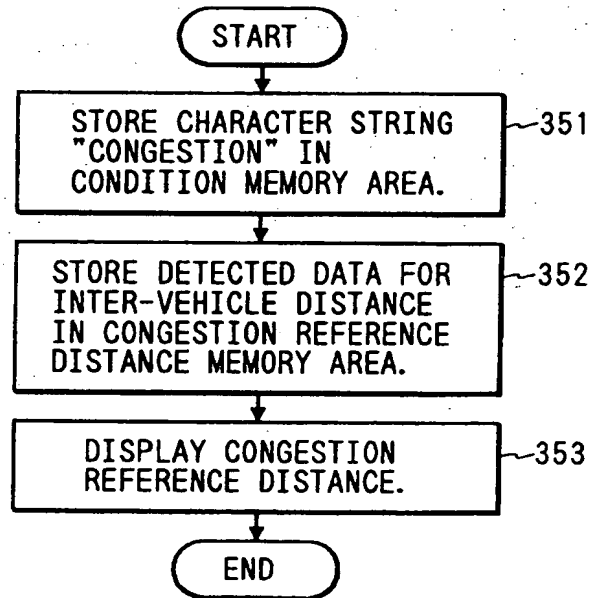 START
STORE CHARACTER STRING
"CONGESTION" IN
CONDITION MEMORY AREA.
351
STORE DETECTED DATA FOR
INTER-VEHICLE DISTANCE
IN CONGESTION REFERENCE
DISTANCE MEMORY AREA.
352
DISPLAY CONGESTION
REFERENCE DISTANCE.
353
END